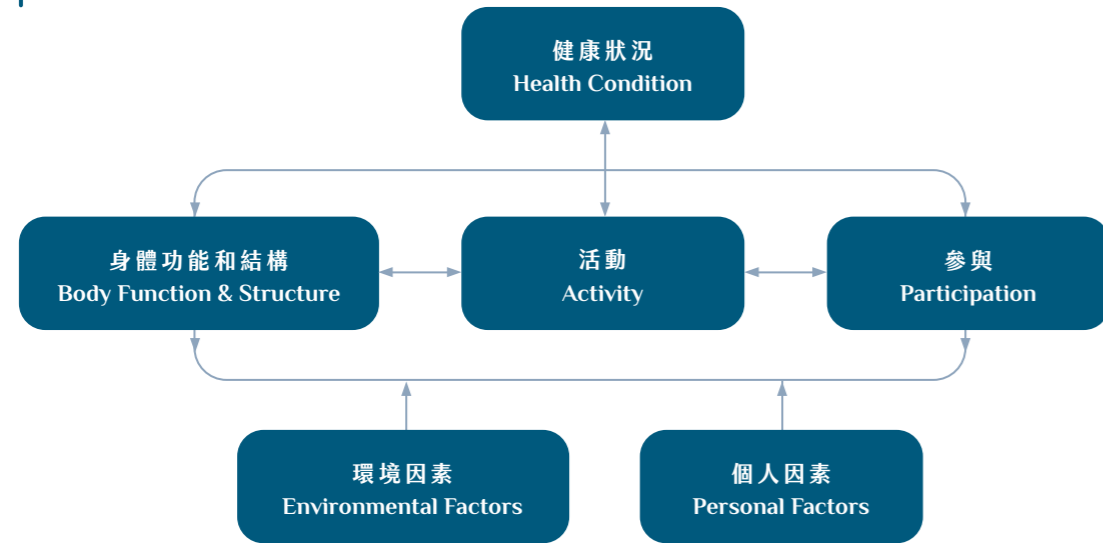 健康狀況
Health Condition
身體功能和結構
Body Function & Structure
活動
Activity
參與
Participation
環境因素
Environmental Factors
個人因素
Personal Factors